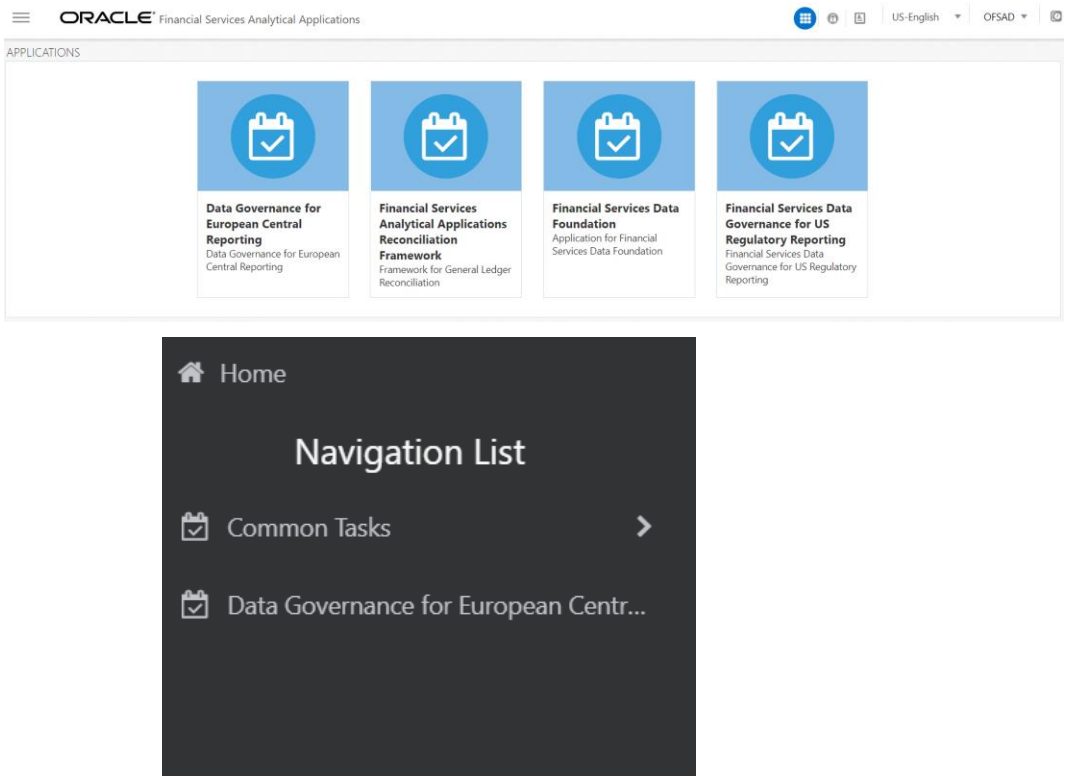 ORACLE® Financial Services Analytical Applications
US-English
OFSAD
APPLICATIONS
Data Governance for
European Central
Reporting
Data Governance for European
Central Reporting
Financial Services
Analytical Applications
Reconciliation
Framework
Framework for General Ledger
Reconciliation
Financial Services Data
Foundation
Application for Financial
Services Data Foundation
Financial Services Data
Governance for US
Regulatory Reporting
Financial Services Data
Governance for US Regulatory
Reporting
Home
Navigation List
Common Tasks
Data Governance for European Centr...